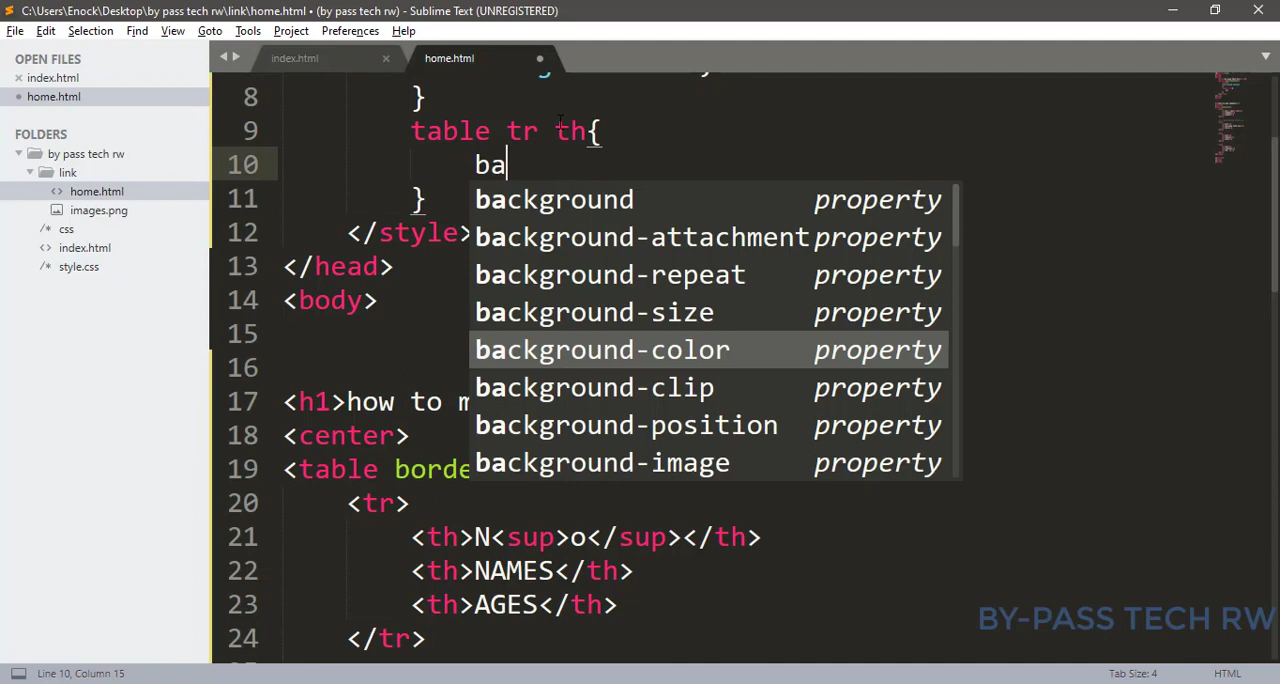 C:\Users\Enock\Desktop\by pass tech rw\link\home.html • (by pass tech rw) - Sublime Text (UNREGISTERED)
File Edit Selection Find View Goto Tools Project Preferences Help
OPEN FILES
index.html
home.html
FOLDERS
by pass tech rw
link
home.html
images.png
css
index.html
style.css
index.html
home.html
8 }
9 table tr th{
10 ba
11 }
12 </style>
13 </head>
14 <body>
15
16
17 <h1>how to m
18 <center>
19 <table borde
20 <tr>
21 <th>N<sup>o</sup></th>
22 <th>NAMES</th>
23 <th>AGES</th>
24 </tr>
background property
background-attachment property
background-repeat property
background-size property
background-color property
background-clip property
background-position property
background-image property
BY-PASS TECH RW
Line 10, Column 15
Tab Size: 4
HTML